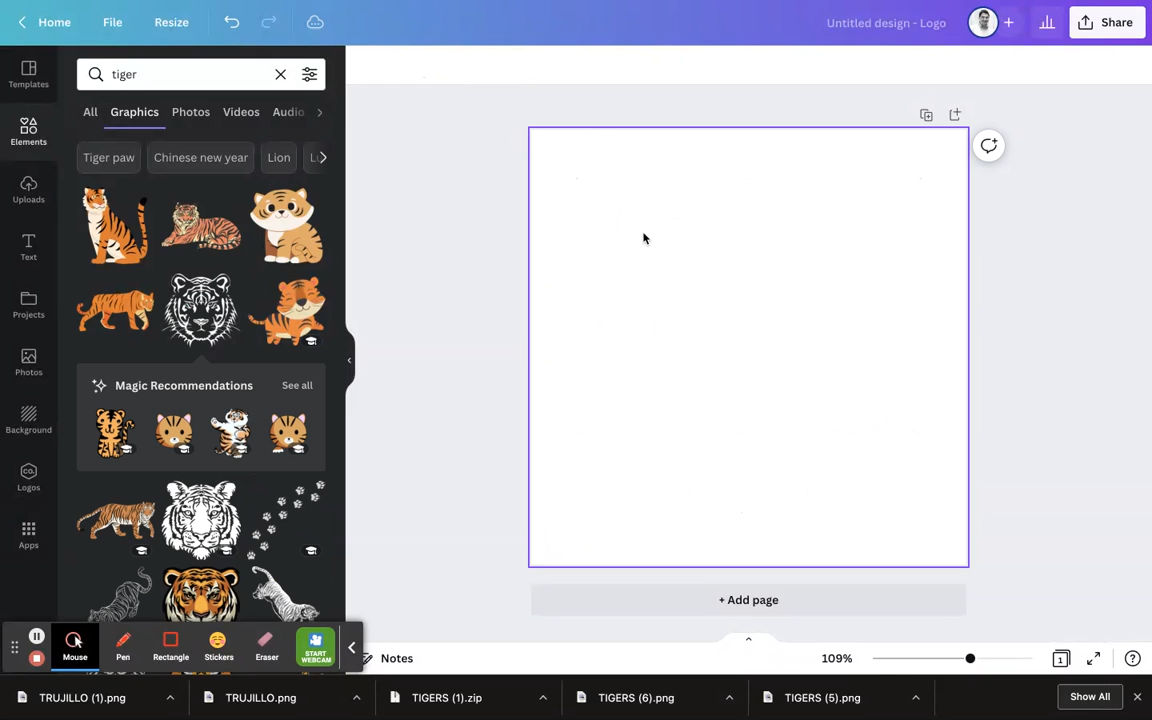 Home File Resize Untitled design - Logo Share
tiger
All Graphics Photos Videos Audio
Tiger paw Chinese new year Lion
Templates
Elements
Uploads
Text
Projects
Photos
Background
CO.
Logos
Apps
Magic Recommendations See all
+ Add page
Mouse Pen Rectangle Stickers Eraser START WEBCAM
Notes 109% 1
TRUJILLO (1).png TRUJILLO.png TIGERS (1).zip TIGERS (6).png TIGERS (5).png Show All